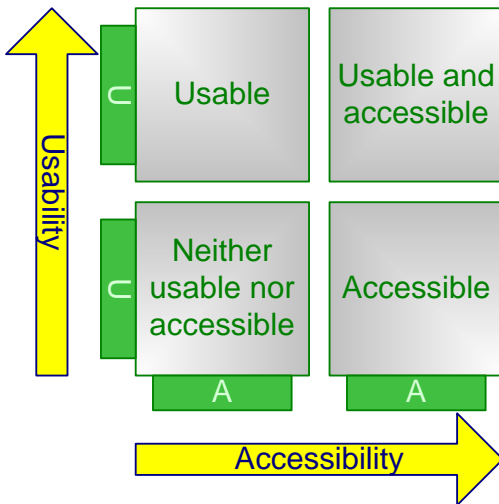 Usability
U
Usable
Usable and
accessible
U
Neither
usable nor
accessible
Accessible
A
A
Accessibility